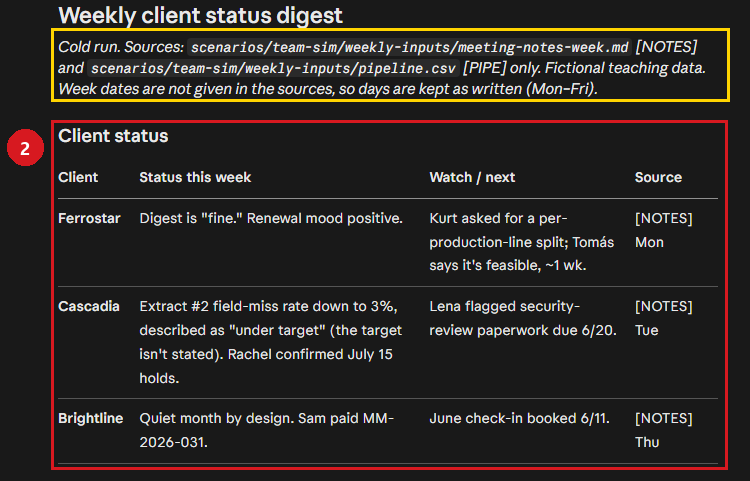 Weekly client status digest
Cold run. Sources: scenarios/team-sim/weekly-inputs/meeting-notes-week.md [NOTES]
and scenarios/team-sim/weekly-inputs/pipeline.csv [PIPE] only. Fictional teaching data.
Week dates are not given in the sources, so days are kept as written (Mon–Fri).
2
Client status
Client Status this week Watch / next Source
Ferrostar Digest is "fine." Renewal mood positive. Kurt asked for a per- [NOTES]
production-line split; Tomás Mon
says it's feasible, ~1 wk.
Cascadia Extract #2 field-miss rate down to 3%, Lena flagged security- [NOTES]
described as "under target" (the target review paperwork due 6/20. Tue
isn't stated). Rachel confirmed July 15
holds.
Brightline Quiet month by design. Sam paid MM- June check-in booked 6/11. [NOTES]
2026-031. Thu